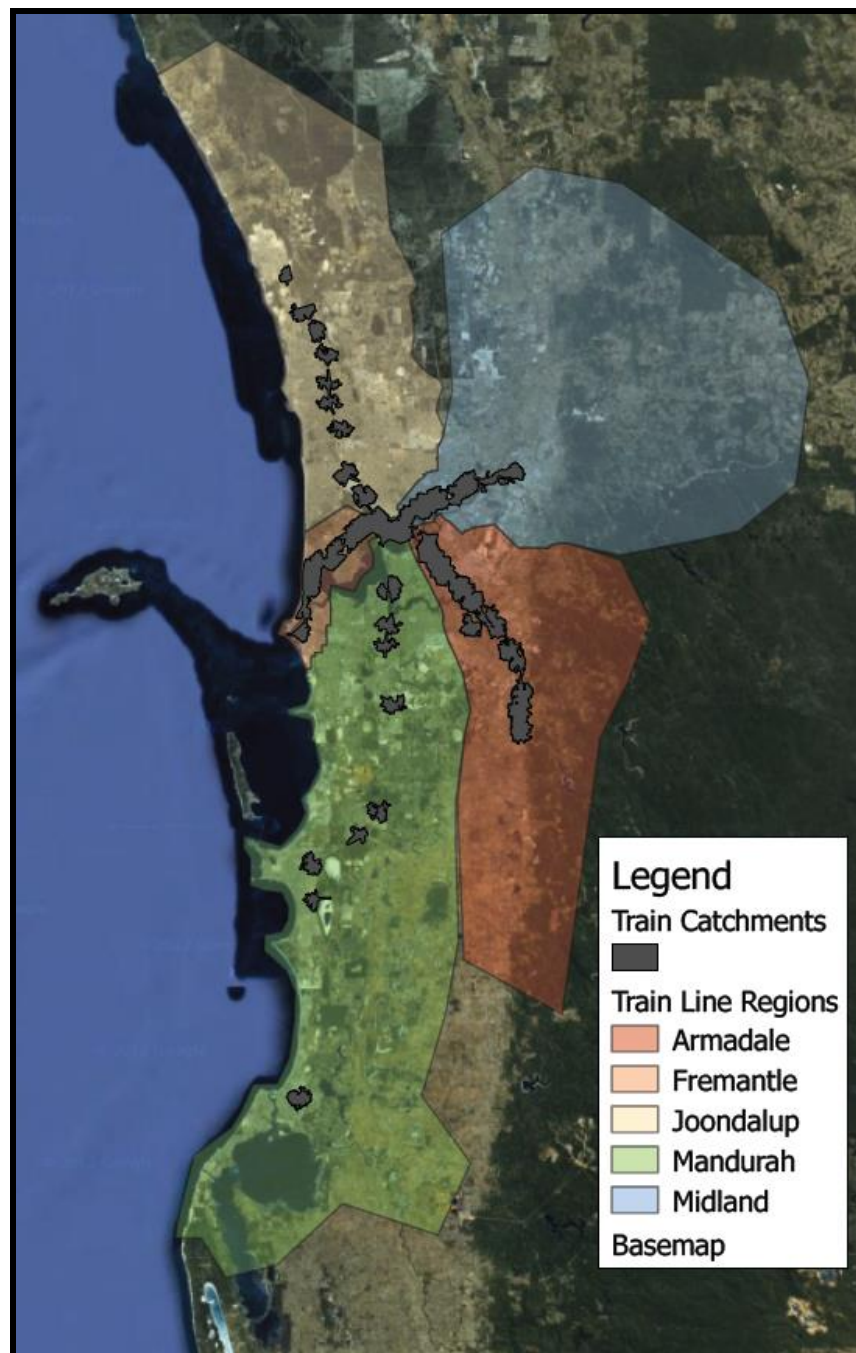 Legend
Train Catchments
Train Line Regions
Armadale
Fremantle
Joondalup
Mandurah
Midland
Basemap